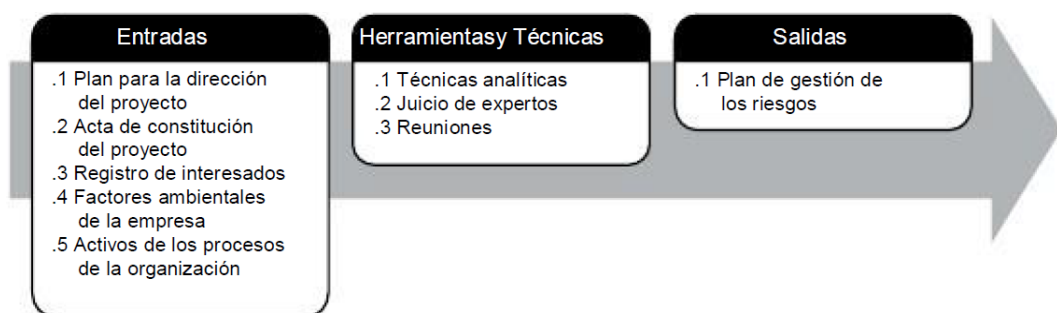 Entradas
.1 Plan para la dirección
del proyecto
.2 Acta de constitución
del proyecto
.3 Registro de interesados
.4 Factores ambientales
de la empresa
.5 Activos de los procesos
de la organización
Herramientasy Técnicas
.1 Técnicas analíticas
.2 Juicio de expertos
.3 Reuniones
Salidas
.1 Plan de gestión de
los riesgos